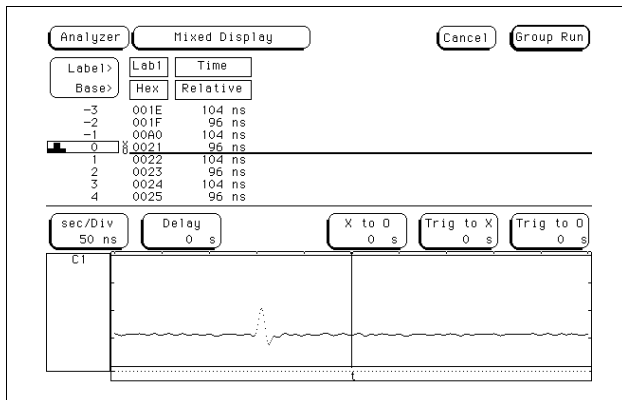 Analyzer Mixed Display Cancel Group Run
Label> Lab1 Time
Base> Hex Relative
-3 001E 104 ns
-2 001F 96 ns
-1 00A0 104 ns
0 0021 96 ns
1 0022 104 ns
2 0023 96 ns
3 0024 104 ns
4 0025 96 ns
sec/Div Delay X to O Trig to X Trig to O
50 ns 0 s 0 s 0 s 0 s
C1
t